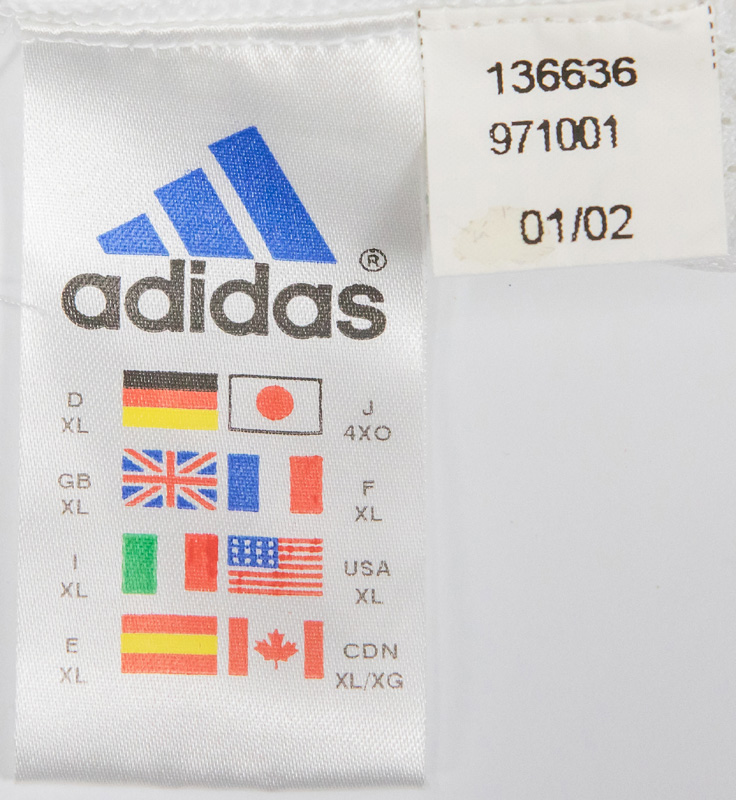 136636
971001
01/02
adidas®
D
XL
J
4XO
GB
XL
F
XL
I
XL
USA
XL
E
XL
CDN
XL/XG